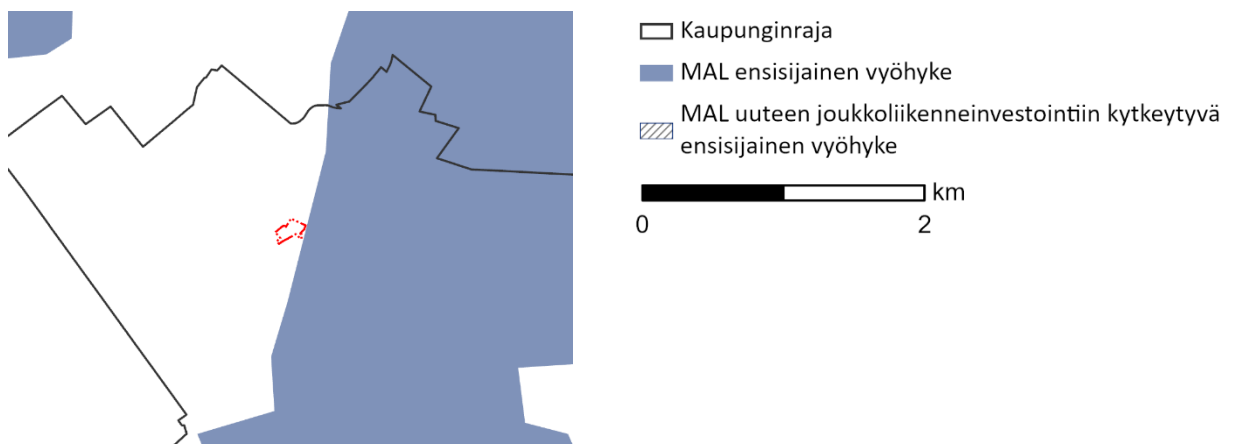 Kaupunginraja
MAL ensisijainen vyöhyke
MAL uuteen joukkoliikenneinvestointiin kytkeytyvä
ensisijainen vyöhyke
km
0 2